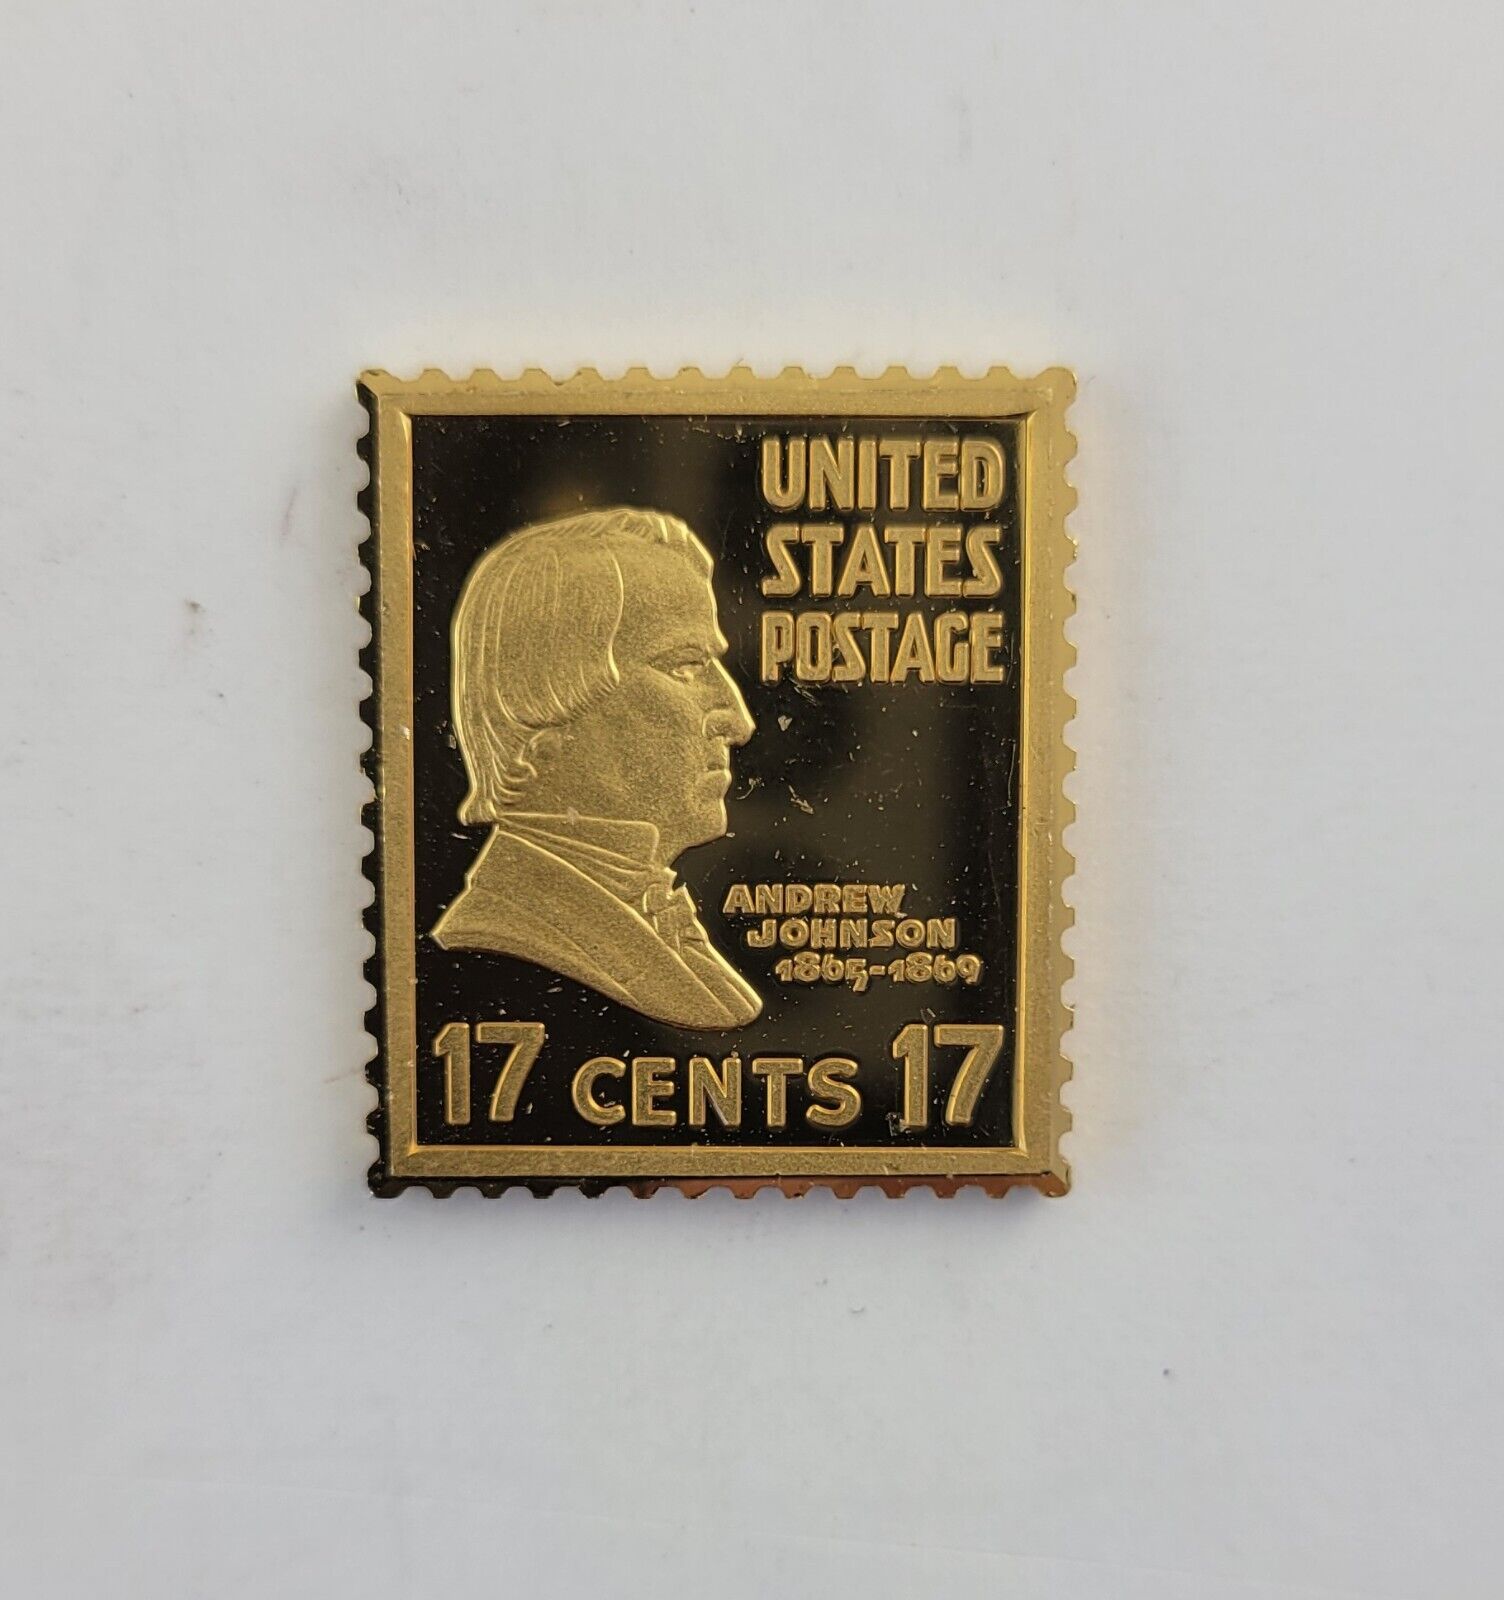 UNITED
STATES
POSTAGE
ANDREW
JOHNSON
1865-1869
17 CENTS 17